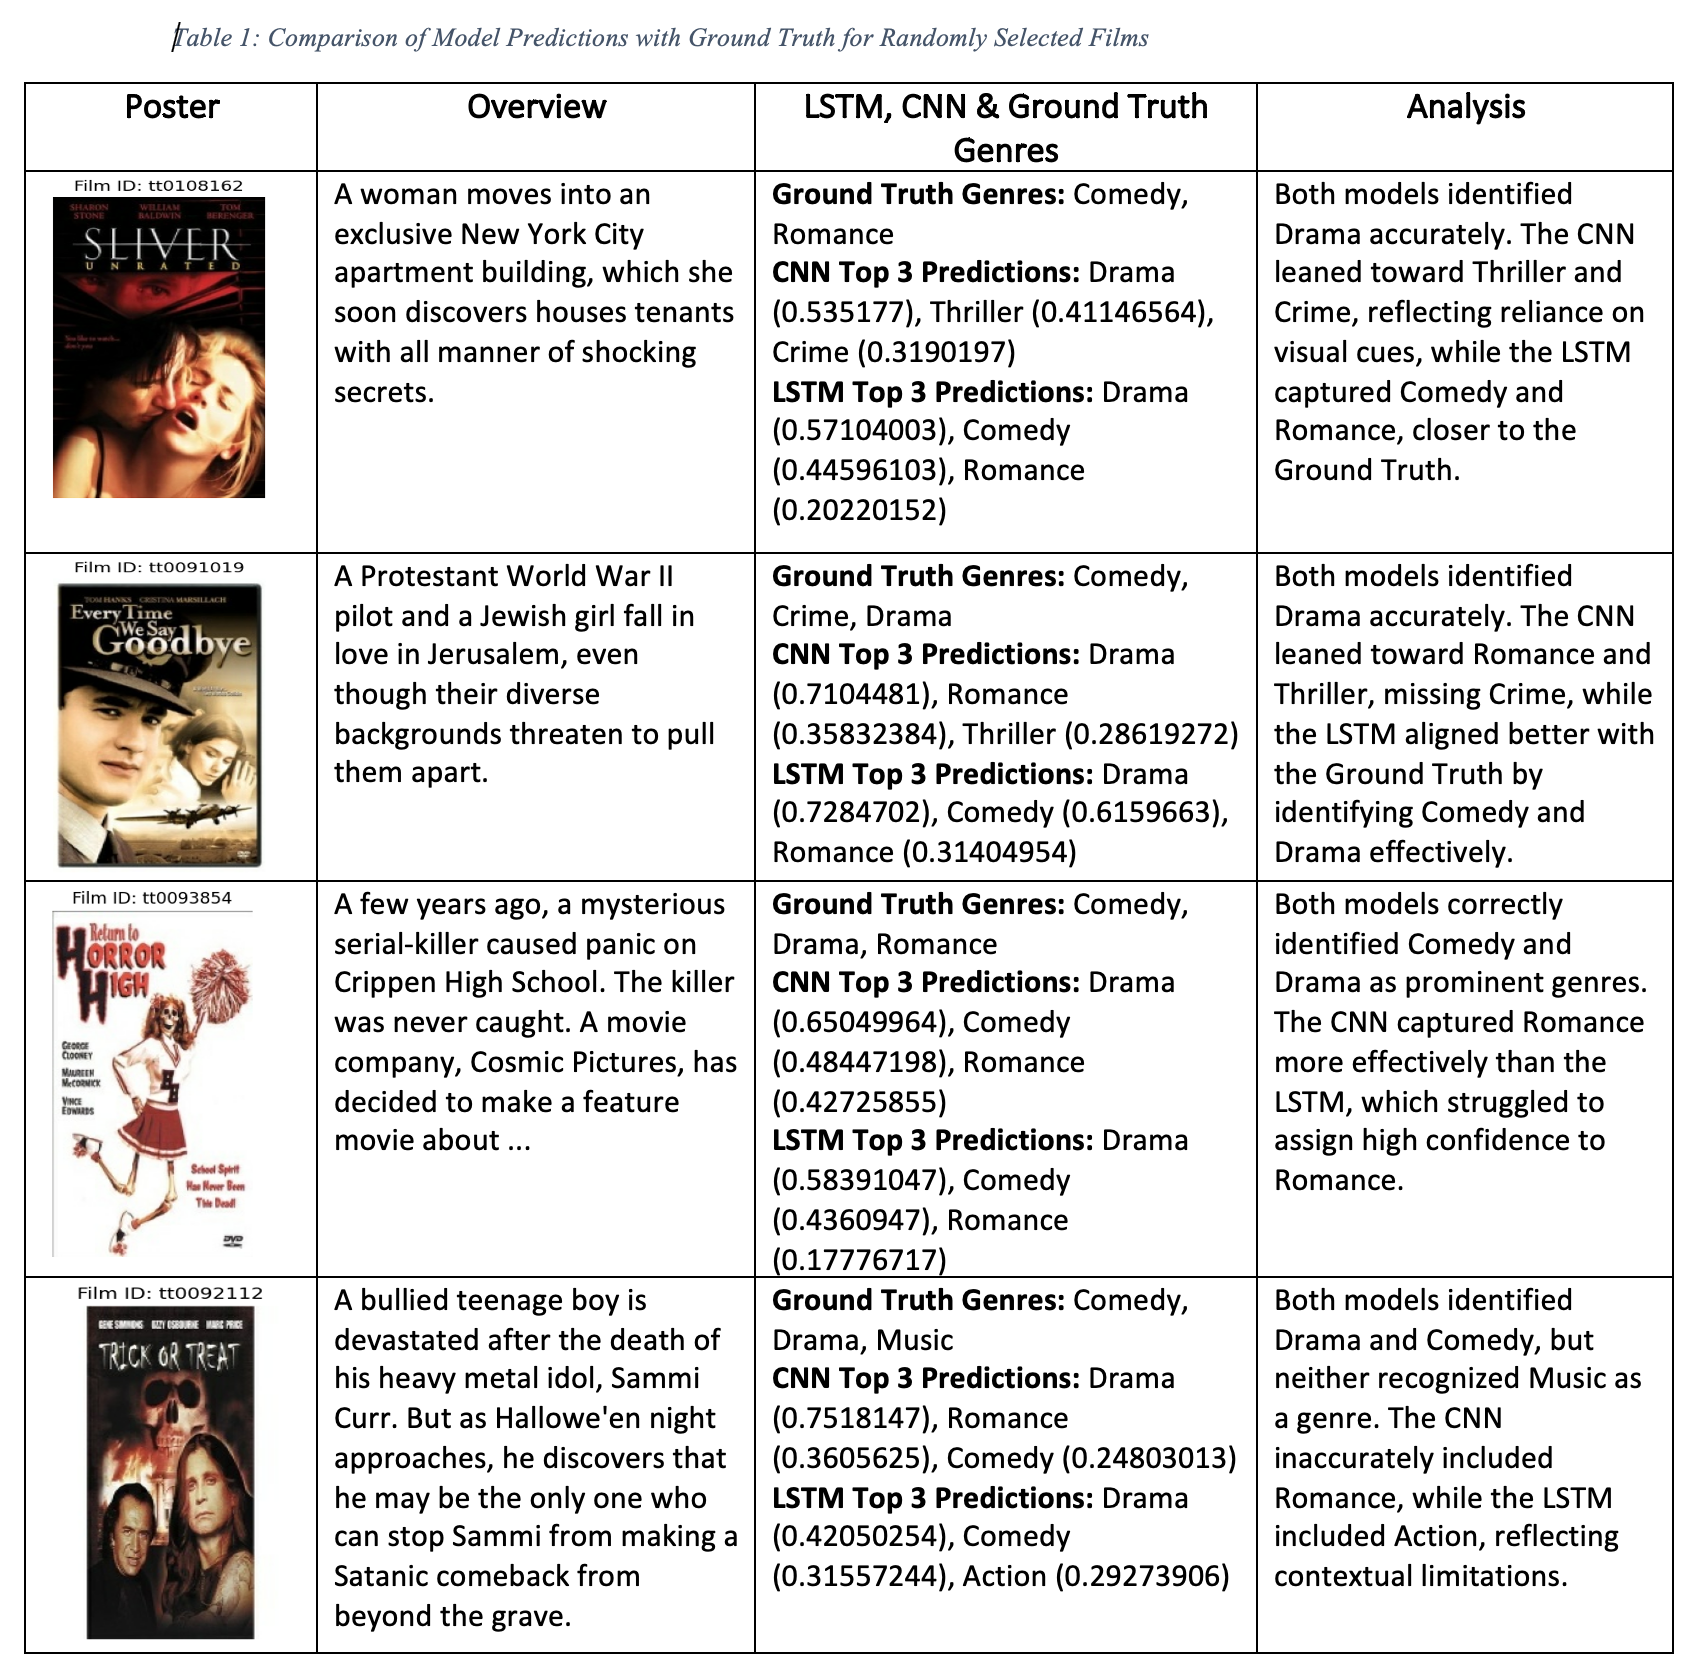 Table 1: Comparison of Model Predictions with Ground Truth for Randomly Selected Films
Poster
Overview
LSTM, CNN & Ground Truth
Genres
Analysis
Film ID: tt0108162
SHARON STONE
WILLIAM BALDWIN
TOM BERENGER
SLIVER
UNRATED
You like to watch...
don't you
A woman moves into an
exclusive New York City
apartment building, which she
soon discovers houses tenants
with all manner of shocking
secrets.
Ground Truth Genres: Comedy,
Romance
CNN Top 3 Predictions: Drama
(0.535177), Thriller (0.41146564),
Crime (0.3190197)
LSTM Top 3 Predictions: Drama
(0.57104003), Comedy
(0.44596103), Romance
(0.20220152)
Both models identified
Drama accurately. The CNN
leaned toward Thriller and
Crime, reflecting reliance on
visual cues, while the LSTM
captured Comedy and
Romance, closer to the
Ground Truth.
Film ID: tt0091019
TOM HANKS CRISTINA MARSILLACH
Every Time
We Say
Goodbye
A Protestant World War II
pilot and a Jewish girl fall in
love in Jerusalem, even
though their diverse
backgrounds threaten to pull
them apart.
Ground Truth Genres: Comedy,
Crime, Drama
CNN Top 3 Predictions: Drama
(0.7104481), Romance
(0.35832384), Thriller (0.28619272)
LSTM Top 3 Predictions: Drama
(0.7284702), Comedy (0.6159663),
Romance (0.31404954)
Both models identified
Drama accurately. The CNN
leaned toward Romance and
Thriller, missing Crime, while
the LSTM aligned better with
the Ground Truth by
identifying Comedy and
Drama effectively.
Film ID: tt0093854
Return to
HORROR
HIGH
GEORGE
CLOONEY
MAUREEN
McCORMICK
VINCE
EDWARDS
School Spirit
Has Never Been
This Dead!
DVD
A few years ago, a mysterious
serial-killer caused panic on
Crippen High School. The killer
was never caught. A movie
company, Cosmic Pictures, has
decided to make a feature
movie about ...
Ground Truth Genres: Comedy,
Drama, Romance
CNN Top 3 Predictions: Drama
(0.65049964), Comedy
(0.48447198), Romance
(0.42725855)
LSTM Top 3 Predictions: Drama
(0.58391047), Comedy
(0.4360947), Romance
(0.17776717)
Both models correctly
identified Comedy and
Drama as prominent genres.
The CNN captured Romance
more effectively than the
LSTM, which struggled to
assign high confidence to
Romance.
Film ID: tt0092112
GENE SIMMONS OZZY OSBOURNE MARC PRICE
TRICK OR TREAT
A bullied teenage boy is
devastated after the death of
his heavy metal idol, Sammi
Curr. But as Hallowe'en night
approaches, he discovers that
he may be the only one who
can stop Sammi from making a
Satanic comeback from
beyond the grave.
Ground Truth Genres: Comedy,
Drama, Music
CNN Top 3 Predictions: Drama
(0.7518147), Romance
(0.3605625), Comedy (0.24803013)
LSTM Top 3 Predictions: Drama
(0.42050254), Comedy
(0.31557244), Action (0.29273906)
Both models identified
Drama and Comedy, but
neither recognized Music as
a genre. The CNN
inaccurately included
Romance, while the LSTM
included Action, reflecting
contextual limitations.